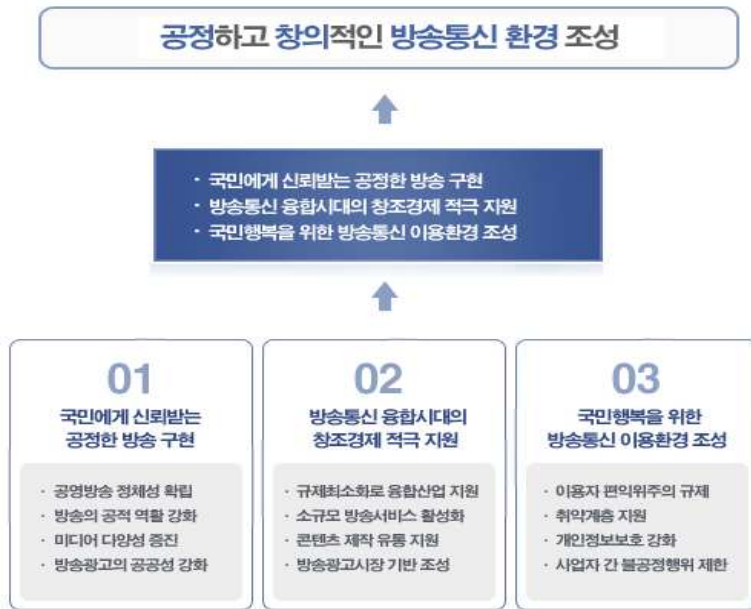 공정하고 창의적인 방송통신 환경 조성
· 국민에게 신뢰받는 공정한 방송 구현
· 방송통신 융합시대의 창조경제 적극 지원
· 국민행복을 위한 방송통신 이용환경 조성
01
국민에게 신뢰받는
공정한 방송 구현
· 공영방송 정체성 확립
· 방송의 공적 역활 강화
· 미디어 다양성 증진
· 방송광고의 공공성 강화
02
방송통신 융합시대의
창조경제 적극 지원
· 규제최소화로 융합산업 지원
· 소규모 방송서비스 활성화
· 콘텐츠 제작 유통 지원
· 방송광고시장 기반 조성
03
국민행복을 위한
방송통신 이용환경 조성
· 이용자 편익위주의 규제
· 취약계층 지원
· 개인정보보호 강화
· 사업자 간 불공정행위 제한